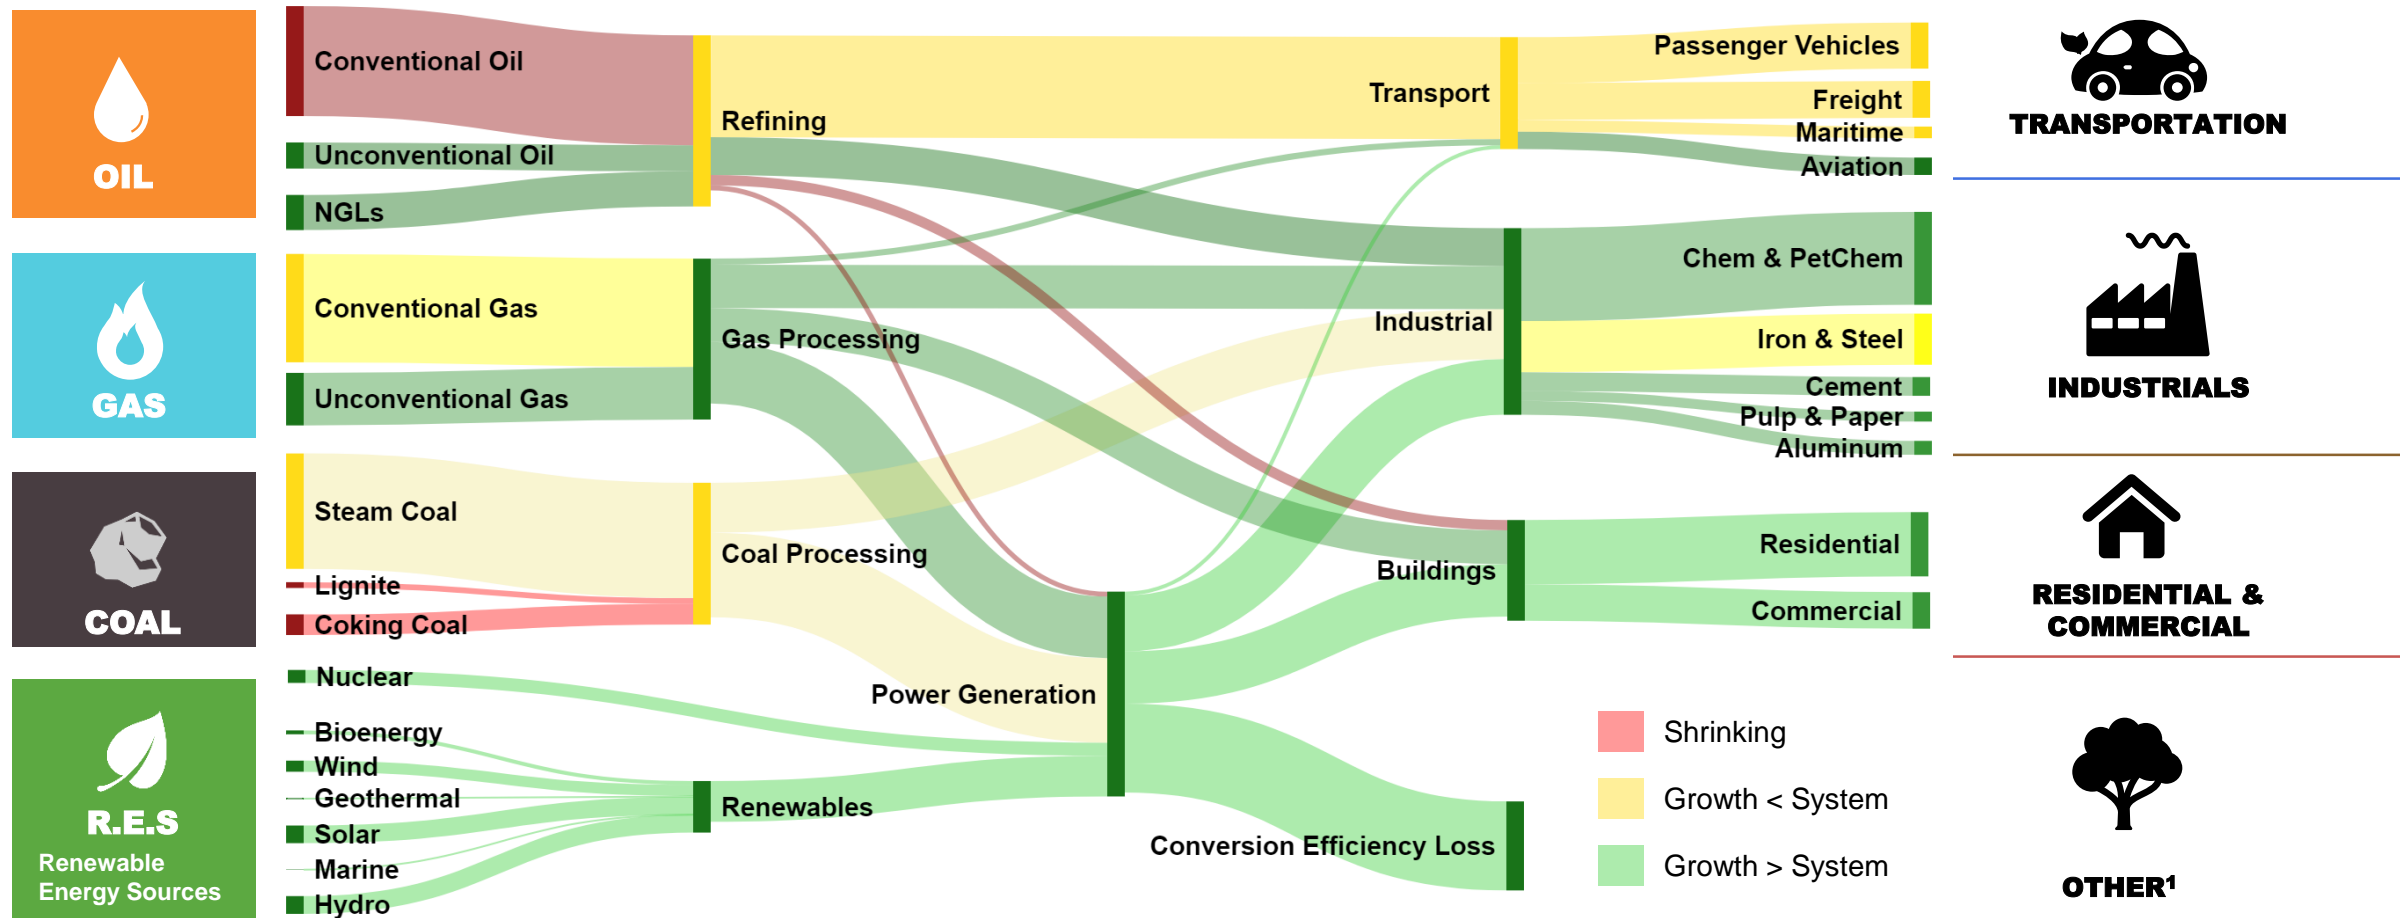 OIL
GAS
COAL
R.E.S
Renewable
Energy Sources
Conventional Oil
Unconventional Oil
NGLs
Conventional Gas
Unconventional Gas
Steam Coal
Lignite
Coking Coal
Nuclear
Bioenergy
Wind
Geothermal
Solar
Marine
Hydro
Refining
Gas Processing
Coal Processing
Renewables
Power Generation
Transport
Industrial
Buildings
Conversion Efficiency Loss
Passenger Vehicles
Freight
Maritime
Aviation
Chem & PetChem
Iron & Steel
Cement
Pulp & Paper
Aluminum
Residential
Commercial
Shrinking
Growth < System
Growth > System
TRANSPORTATION
INDUSTRIALS
RESIDENTIAL &
COMMERCIAL
OTHER¹